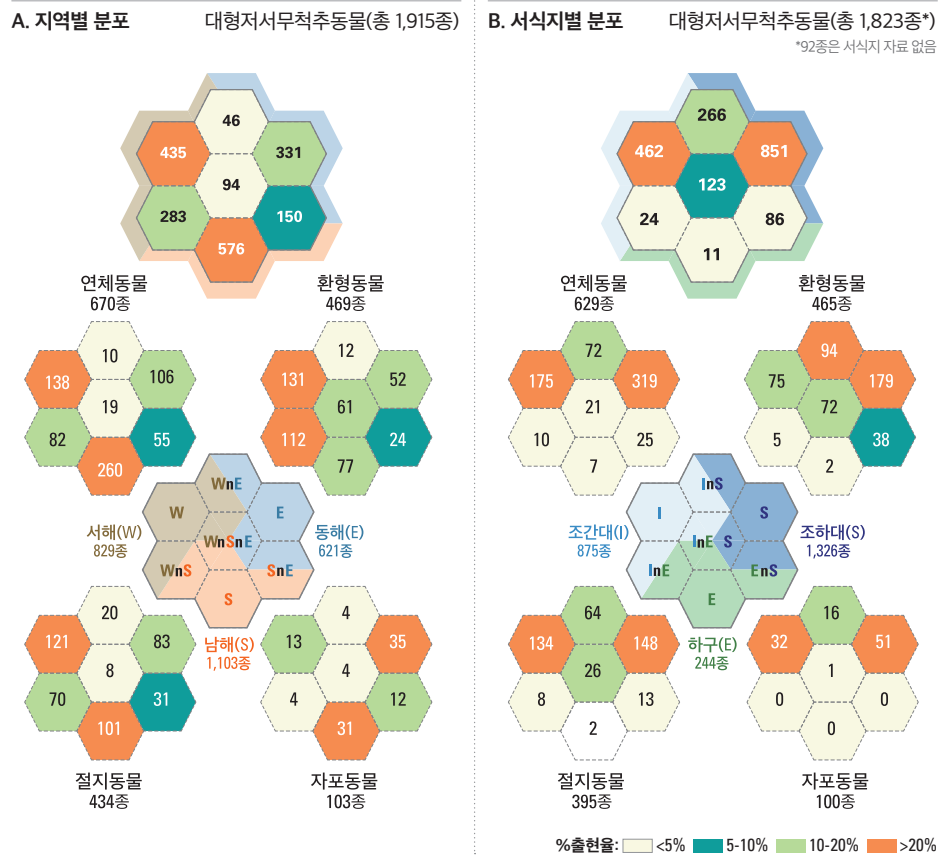 A. 지역별 분포 대형저서무척추동물(총 1,915종)
46
435 331
94
283 150
576
연체동물 환형동물
670종 469종
10
138 106
19
82 55
260
12
131 52
61
112 24
77
WnE
W E
WnSnE
WnS SnE
S
서해(W)
829종
동해(E)
621종
남해(S)
1,103종
20
121 83
8
70 31
101
4
13 35
4
4 12
31
절지동물 자포동물
434종 103종
B. 서식지별 분포 대형저서무척추동물(총 1,823종*)
*92종은 서식지 자료 없음
266
462 851
123
24 86
11
연체동물 환형동물
629종 465종
72
175 319
21
10 25
7
94
75 179
72
5 38
2
InS
I S
InE S
InE EnS
E
조간대(I)
875종
조하대(S)
1,326종
하구(E)
244종
64
134 148
26
8 13
2
16
32 51
1
0 0
0
절지동물 자포동물
395종 100종
%출현율: <5% 5-10% 10-20% >20%